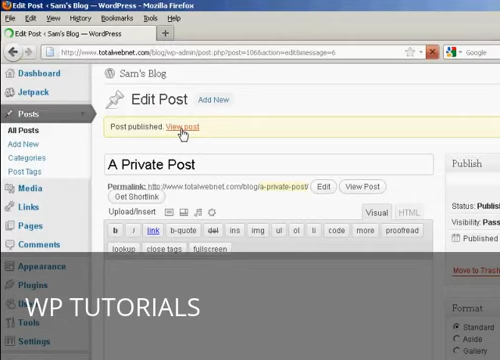 Edit Post ‹ Sam's Blog — WordPress - Mozilla Firefox
File Edit View History Bookmarks Tools Help
Edit Post ‹ Sam's Blog — WordPress
http://www.totalwebnet.com/blog/wp-admin/post.php?post=106&action=edit&message=6
Google
Dashboard
Jetpack
Posts
All Posts
Add New
Categories
Post Tags
Media
Links
Pages
Comments
Appearance
Plugins
Tools
Settings
Sam's Blog
Edit Post Add New
Post published. View post
A Private Post
Permalink: http://www.totalwebnet.com/blog/a-private-post/ Edit View Post
Get Shortlink
Upload/Insert Visual HTML
b i link b-quote del ins img ul ol li code more proofread
lookup close tags fullscreen
Publish
Status: Publis
Visibility: Pass
Published
Move to Trash
Format
Standard
Aside
Gallery
WP TUTORIALS